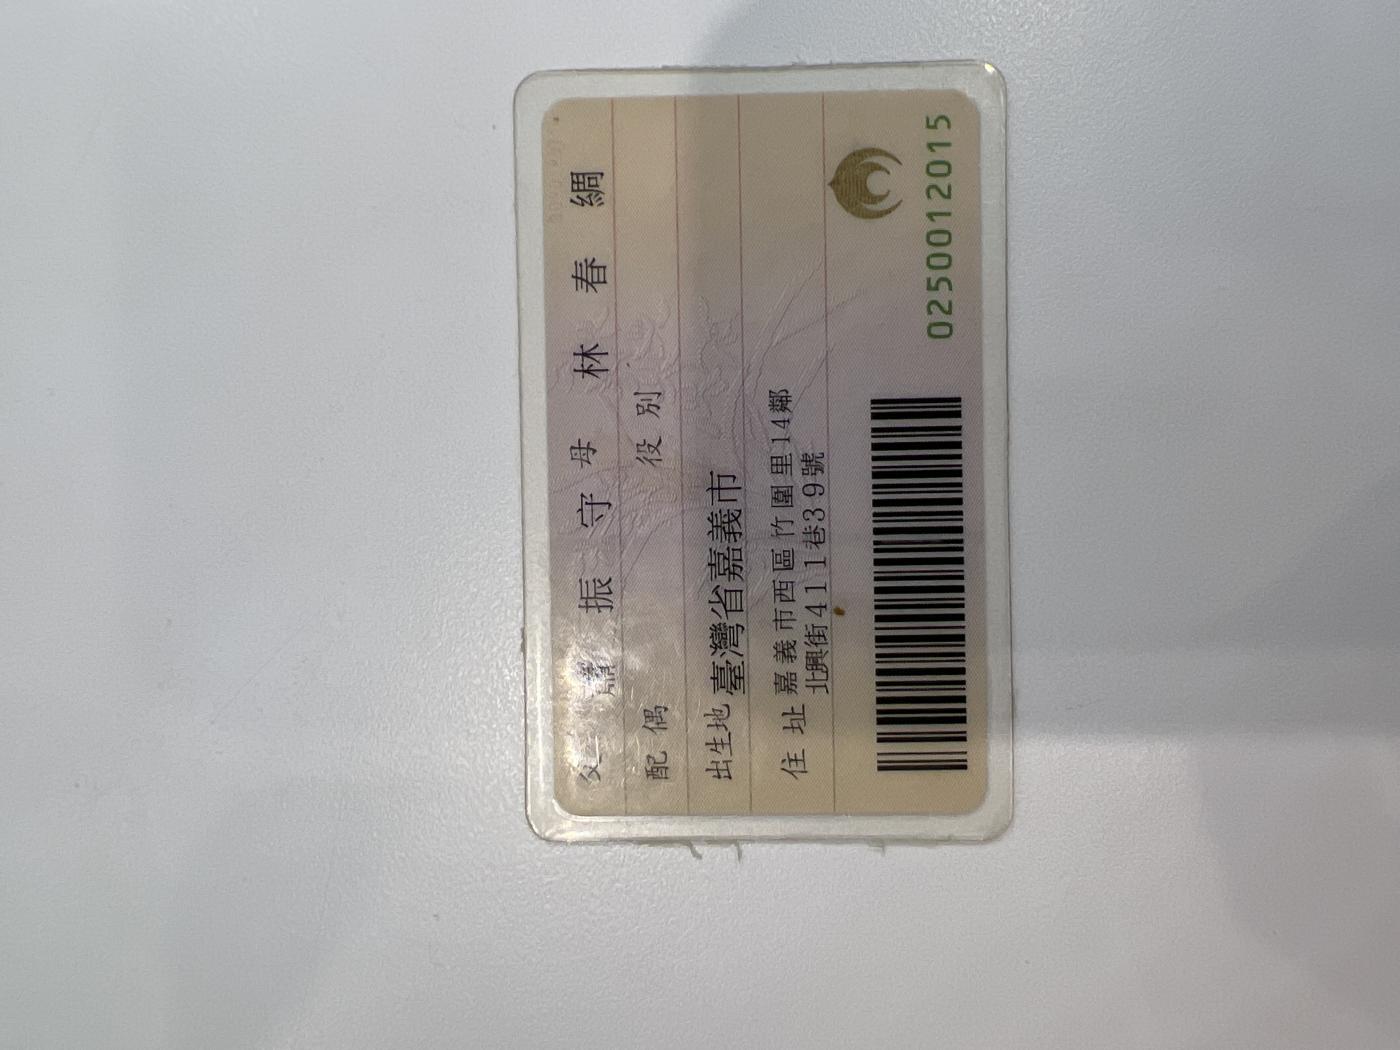 父 蕭振守 母 林春綢
配偶 役別
出生地 臺灣省嘉義市
住址 嘉義市西區竹圍里14鄰
北興街411巷39號
0250012015